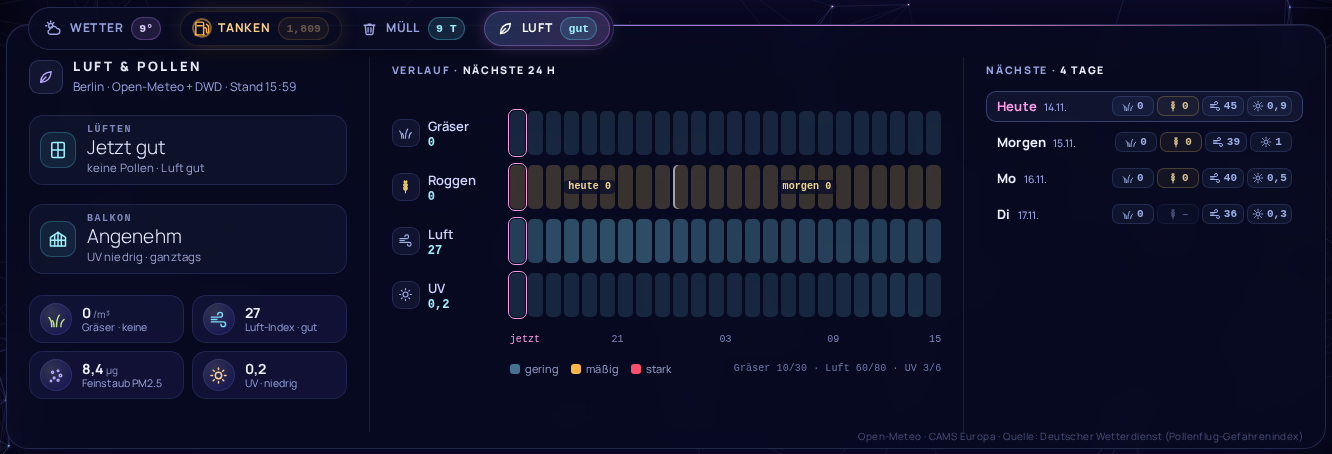 WETTER 9° TANKEN 1,809 MÜLL 9 T LUFT gut
LUFT & POLLEN
Berlin · Open-Meteo + DWD · Stand 15:59
LÜFTEN
Jetzt gut
keine Pollen · Luft gut
BALKON
Angenehm
UV niedrig · ganztags
0 /m³
Gräser · keine
27
Luft-Index · gut
8,4 µg
Feinstaub PM2.5
0,2
UV · niedrig
VERLAUF · NÄCHSTE 24 H
Gräser
0
Roggen
0
heute 0 morgen 0
Luft
27
UV
0,2
jetzt 21 03 09 15
gering mäßig stark Gräser 10/30 · Luft 60/80 · UV 3/6
NÄCHSTE · 4 TAGE
Heute 14.11. 0 0 45 0,9
Morgen 15.11. 0 0 39 1
Mo 16.11. 0 0 40 0,5
Di 17.11. 0 – 36 0,3
Open-Meteo · CAMS Europa · Quelle: Deutscher Wetterdienst (Pollenflug-Gefahrenindex)